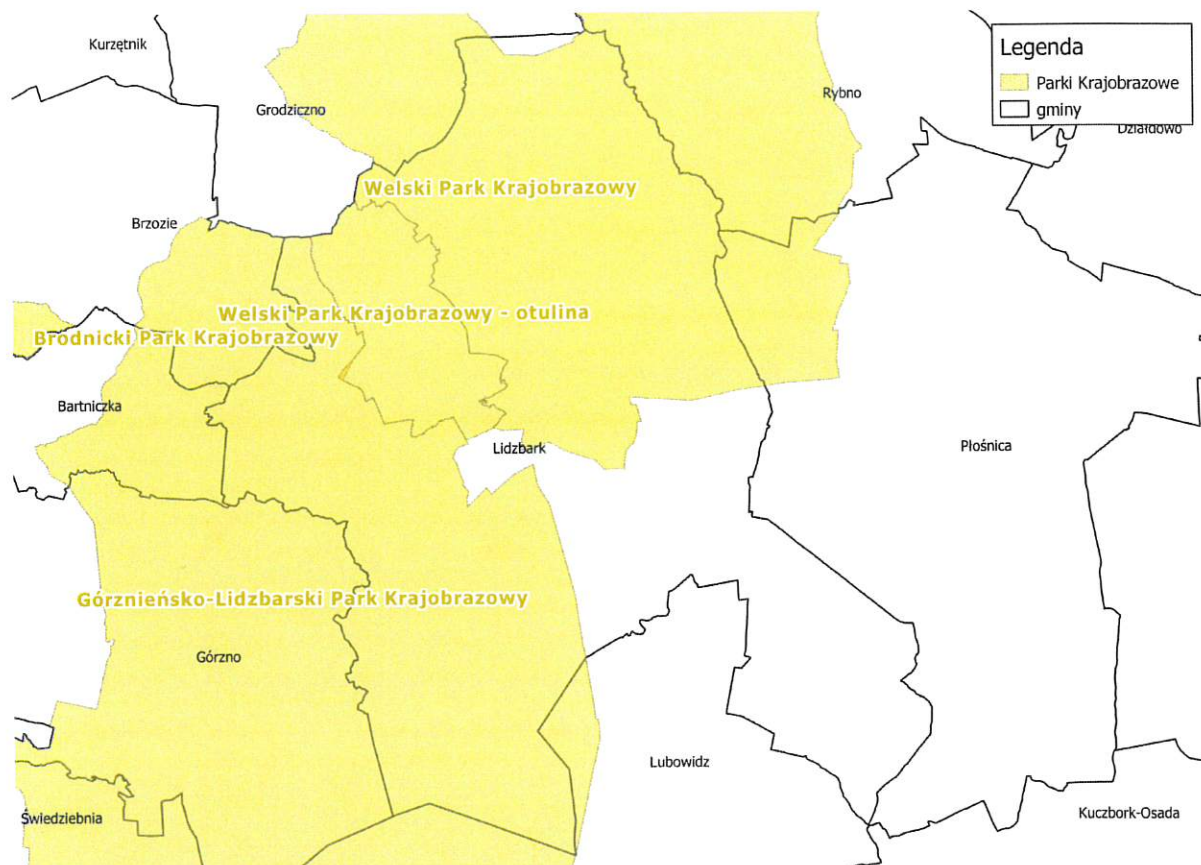 Kurzętnik
Legenda
Parki Krajobrazowe
gminy
Grodziczno
Rybno
Działdowo
Welski Park Krajobrazowy
Brzozie
Welski Park Krajobrazowy - otulina
Brodnicki Park Krajobrazowy
Bartniczka
Lidzbark
Płośnica
Górznieńsko-Lidzbarski Park Krajobrazowy
Górzno
Lubowidz
Świedziebnia
Kuczbork-Osada